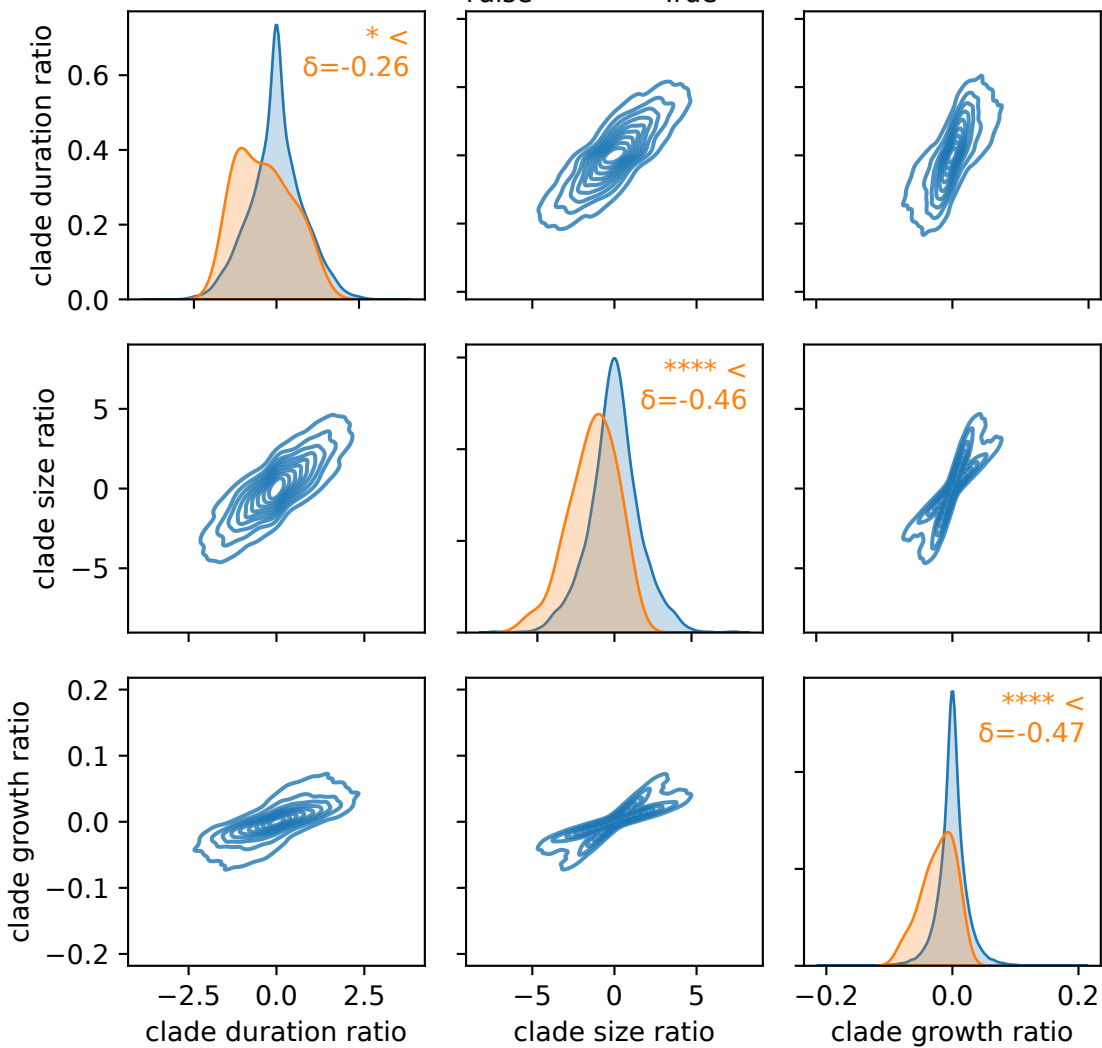 clade duration ratio
0.6
0.4
0.2
0.0
* <
δ=-0.26
clade size ratio
5
0
−5
**** <
δ=-0.46
clade growth ratio
0.2
0.1
0.0
−0.1
−0.2
**** <
δ=-0.47
−2.5 0.0 2.5
−5 0 5
−0.2 0.0 0.2
clade duration ratio
clade size ratio
clade growth ratio